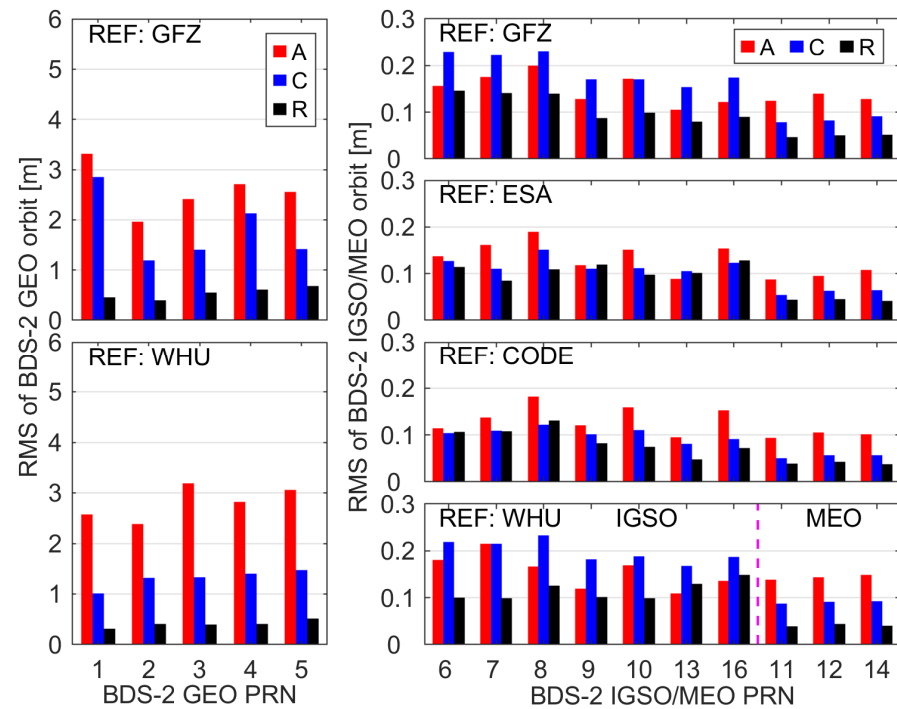 RMS of BDS-2 GEO orbit [m]
REF: GFZ
A
C
R
6
5
4
3
2
1
0
REF: WHU
6
5
4
3
2
1
0
1 2 3 4 5
BDS-2 GEO PRN
RMS of BDS-2 IGSO/MEO orbit [m]
REF: GFZ
A C R
0.3
0.2
0.1
0
REF: ESA
0.3
0.2
0.1
0
REF: CODE
0.3
0.2
0.1
0
REF: WHU IGSO MEO
0.3
0.2
0.1
0
6 7 8 9 10 13 16 11 12 14
BDS-2 IGSO/MEO PRN